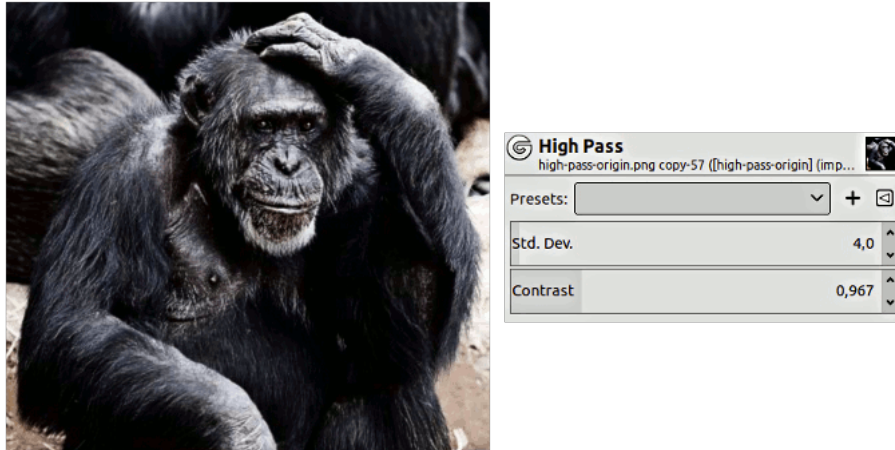 High Pass
high-pass-origin.png copy-57 ([high-pass-origin] (imp...
Presets:
Std. Dev. 4,0
Contrast 0,967